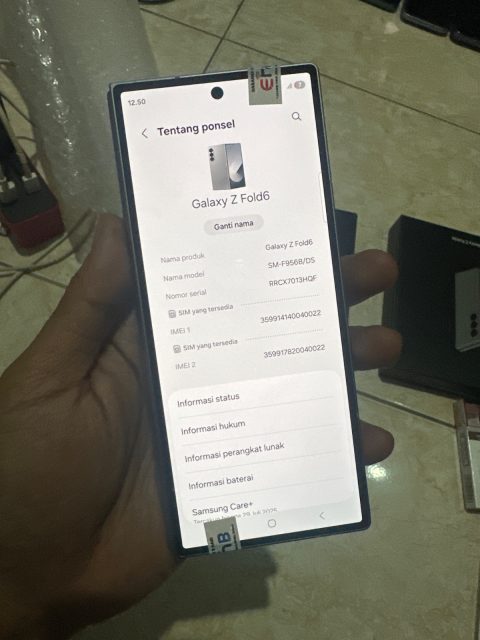 12.50
Tentang ponsel
Galaxy Z Fold6
Ganti nama
Nama produk Galaxy Z Fold6
Nama model SM-F956B/DS
Nomor serial RRCX7013HQF
SIM yang tersedia
IMEI 1 359914140040022
SIM yang tersedia
IMEI 2 359917820040022
Informasi status
Informasi hukum
Informasi perangkat lunak
Informasi baterai
Samsung Care+